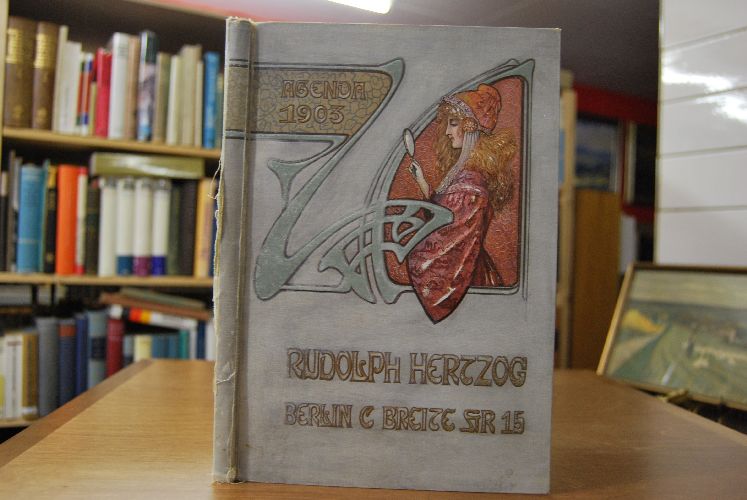 AGENDA
1903
RUDOLPH HERTZOG
BERLIN C BREITE STR 15